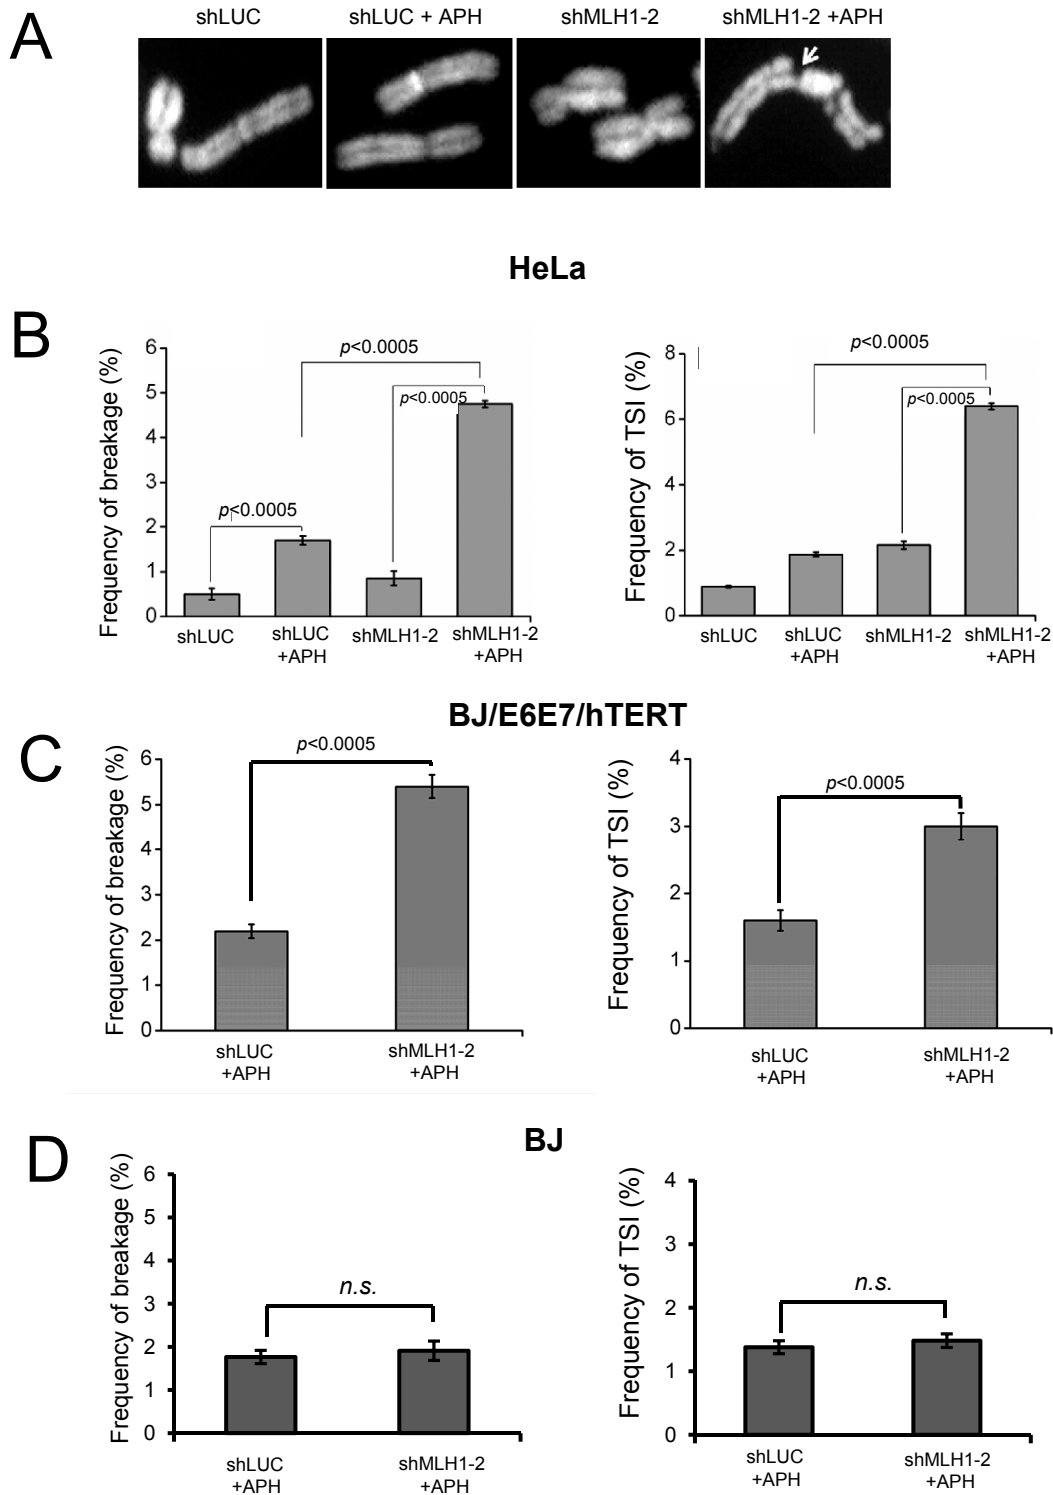 A
shLUC
shLUC + APH
shMLH1-2
shMLH1-2 +APH
HeLa
B
Frequency of breakage (%)
6
5
4
3
2
1
0
p<0.0005
p<0.0005
p<0.0005
shLUC
shLUC
+APH
shMLH1-2
shMLH1-2
+APH
Frequency of TSI (%)
8
6
4
2
0
p<0.0005
p<0.0005
shLUC
shLUC
+APH
shMLH1-2
shMLH1-2
+APH
BJ/E6E7/hTERT
C
Frequency of breakage (%)
6
5
4
3
2
1
0
p<0.0005
shLUC
+APH
shMLH1-2
+APH
Frequency of TSI (%)
4
3
2
1
0
p<0.0005
shLUC
+APH
shMLH1-2
+APH
BJ
D
Frequency of breakage (%)
6
5
4
3
2
1
0
n.s.
shLUC
+APH
shMLH1-2
+APH
Frequency of TSI (%)
4
3
2
1
0
n.s.
shLUC
+APH
shMLH1-2
+APH